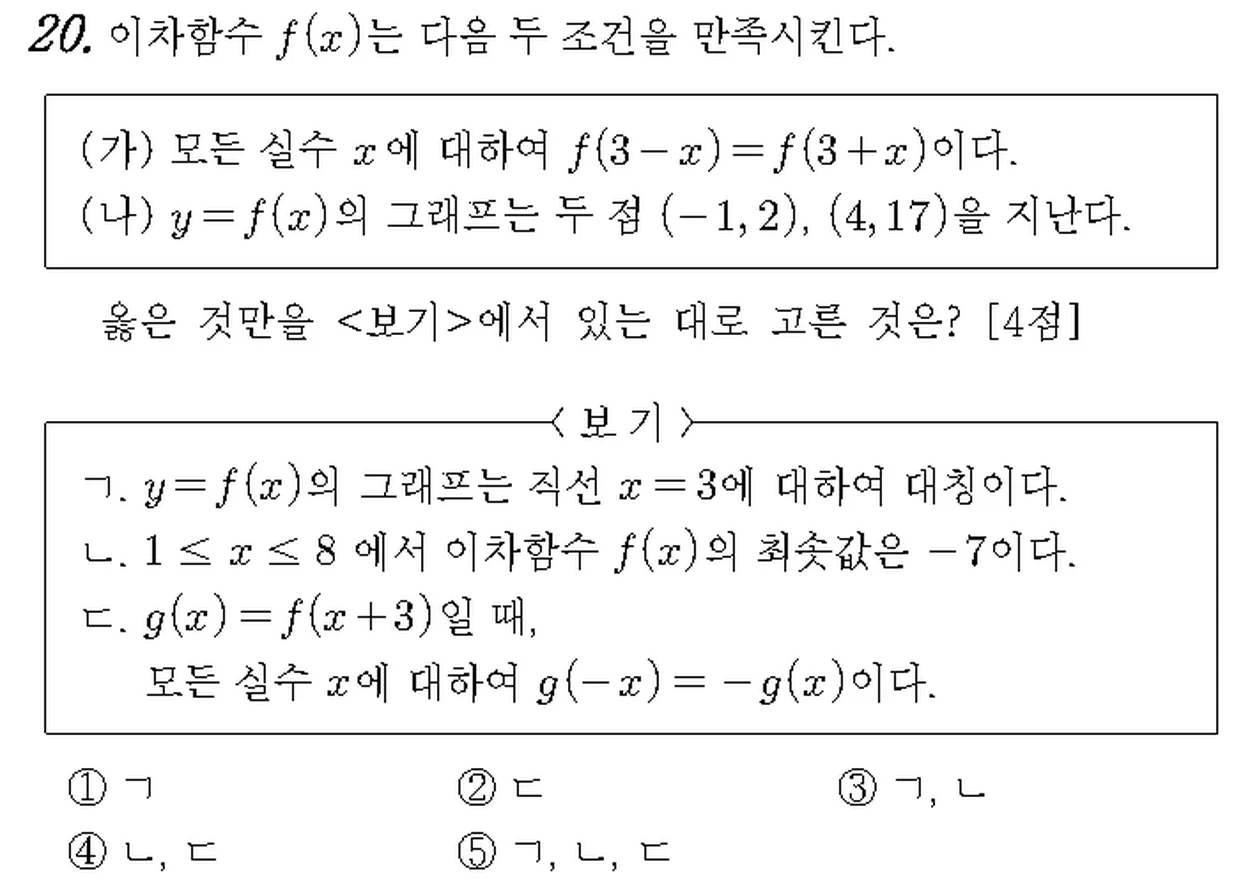 20. 이차함수 f(x)는 다음 두 조건을 만족시킨다.
(가) 모든 실수 x에 대하여 f(3-x)=f(3+x)이다.
(나) y=f(x)의 그래프는 두 점 (-1, 2), (4, 17)을 지난다.
옳은 것만을 <보기>에서 있는 대로 고른 것은? [4점]
< 보 기 >
ㄱ. y=f(x)의 그래프는 직선 x=3에 대하여 대칭이다.
ㄴ. 1 ≤ x ≤ 8 에서 이차함수 f(x)의 최솟값은 -7이다.
ㄷ. g(x)=f(x+3)일 때,
모든 실수 x에 대하여 g(-x)=-g(x)이다.
① ㄱ ② ㄷ ③ ㄱ, ㄴ
④ ㄴ, ㄷ ⑤ ㄱ, ㄴ, ㄷ